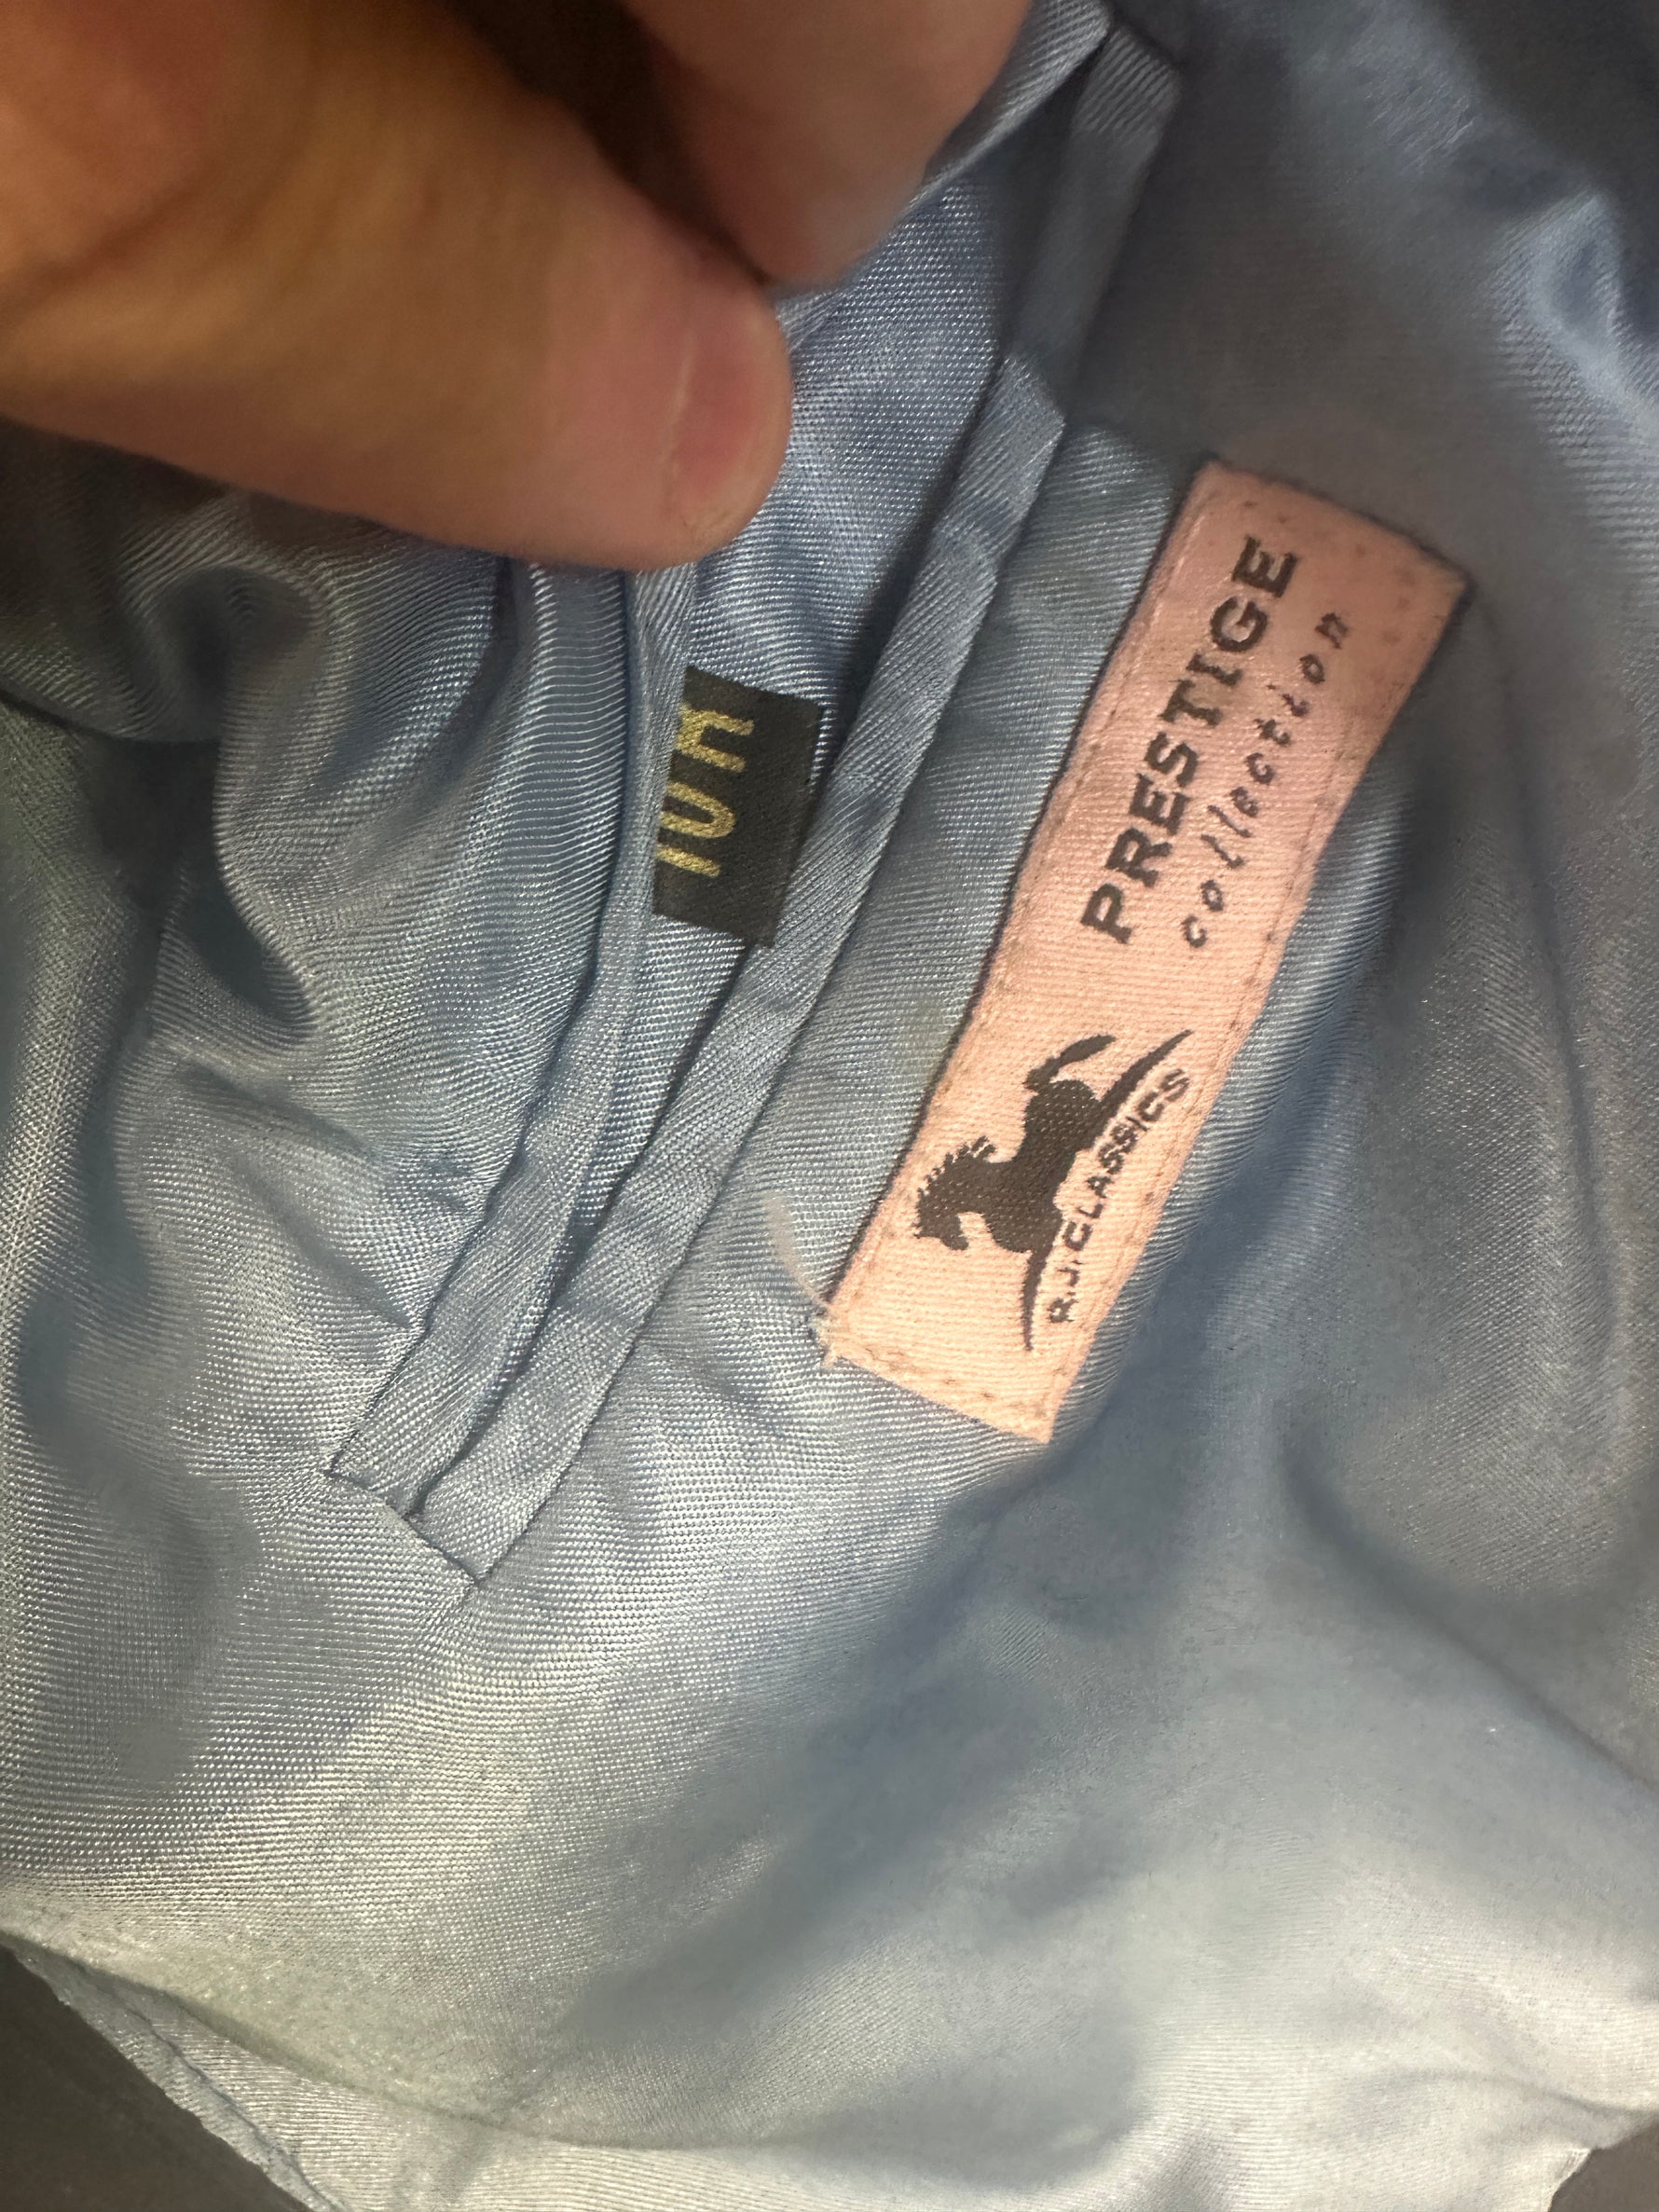 10R
PRESTIGE
collection
R.J.CLASSICS